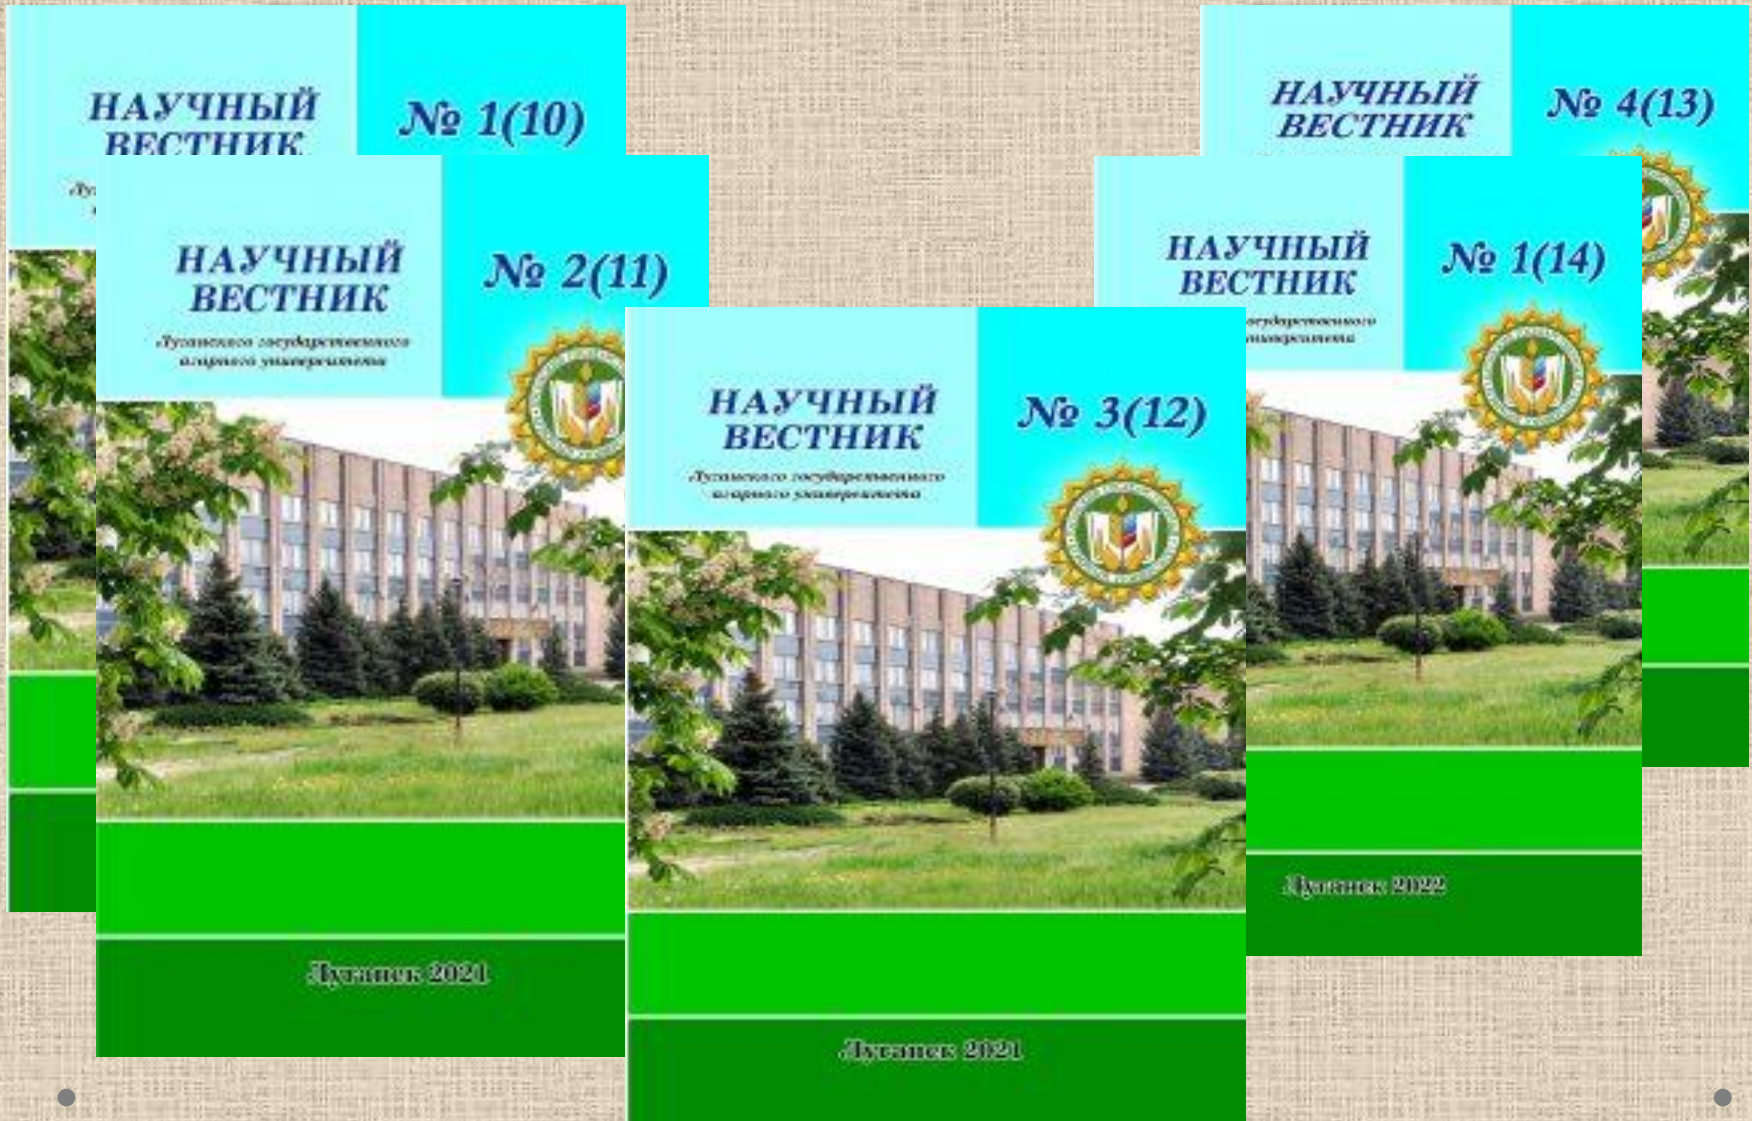 НАУЧНЫЙ
ВЕСТНИК
№ 1(10)
НАУЧНЫЙ
ВЕСТНИК
Луганского государственного
аграрного университета
№ 2(11)
Луганск 2021
НАУЧНЫЙ
ВЕСТНИК
Луганского государственного
аграрного университета
№ 3(12)
Луганск 2021
НАУЧНЫЙ
ВЕСТНИК
№ 4(13)
НАУЧНЫЙ
ВЕСТНИК
№ 1(14)
Луганск 2022